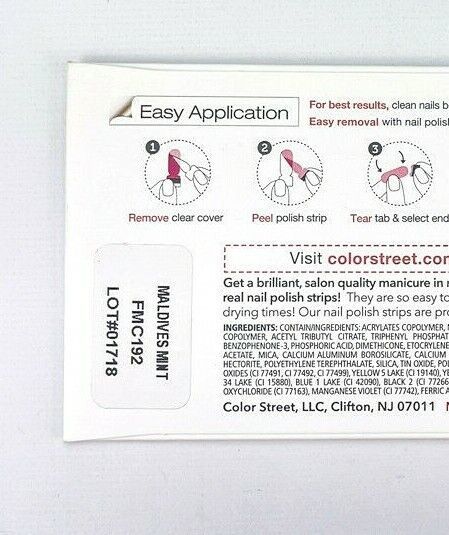 Easy Application
For best results, clean nails b
Easy removal with nail polish
1
2
3
Remove clear cover
Peel polish strip
Tear tab & select end
MALDIVES MINT
FMC192
LOT#01718
Visit colorstreet.com
Get a brilliant, salon quality manicure in
real nail polish strips! They are so easy to
drying times! Our nail polish strips are pro
INGREDIENTS: CONTAIN/INGREDIENTS: ACRYLATES COPOLYMER,
COPOLYMER, ACETYL TRIBUTYL CITRATE, TRIPHENYL PHOSPHAT
BENZOPHENONE-3, PHOSPHORIC ACID, DIMETHICONE, ETOCRYLENE
ACETATE, MICA, CALCIUM ALUMINUM BOROSILICATE, CALCIUM
HECTORITE, POLYETHYLENE TEREPHTHALATE, SILICA, TIN OXIDE, PO
OXIDES (CI 77491, CI 77492, CI 77499), YELLOW 5 LAKE (CI 19140), YE
34 LAKE (CI 15880), BLUE 1 LAKE (CI 42090), BLACK 2 (CI 77266
OXYCHLORIDE (CI 77163), MANGANESE VIOLET (CI 77742), FERRIC A
Color Street, LLC, Clifton, NJ 07011